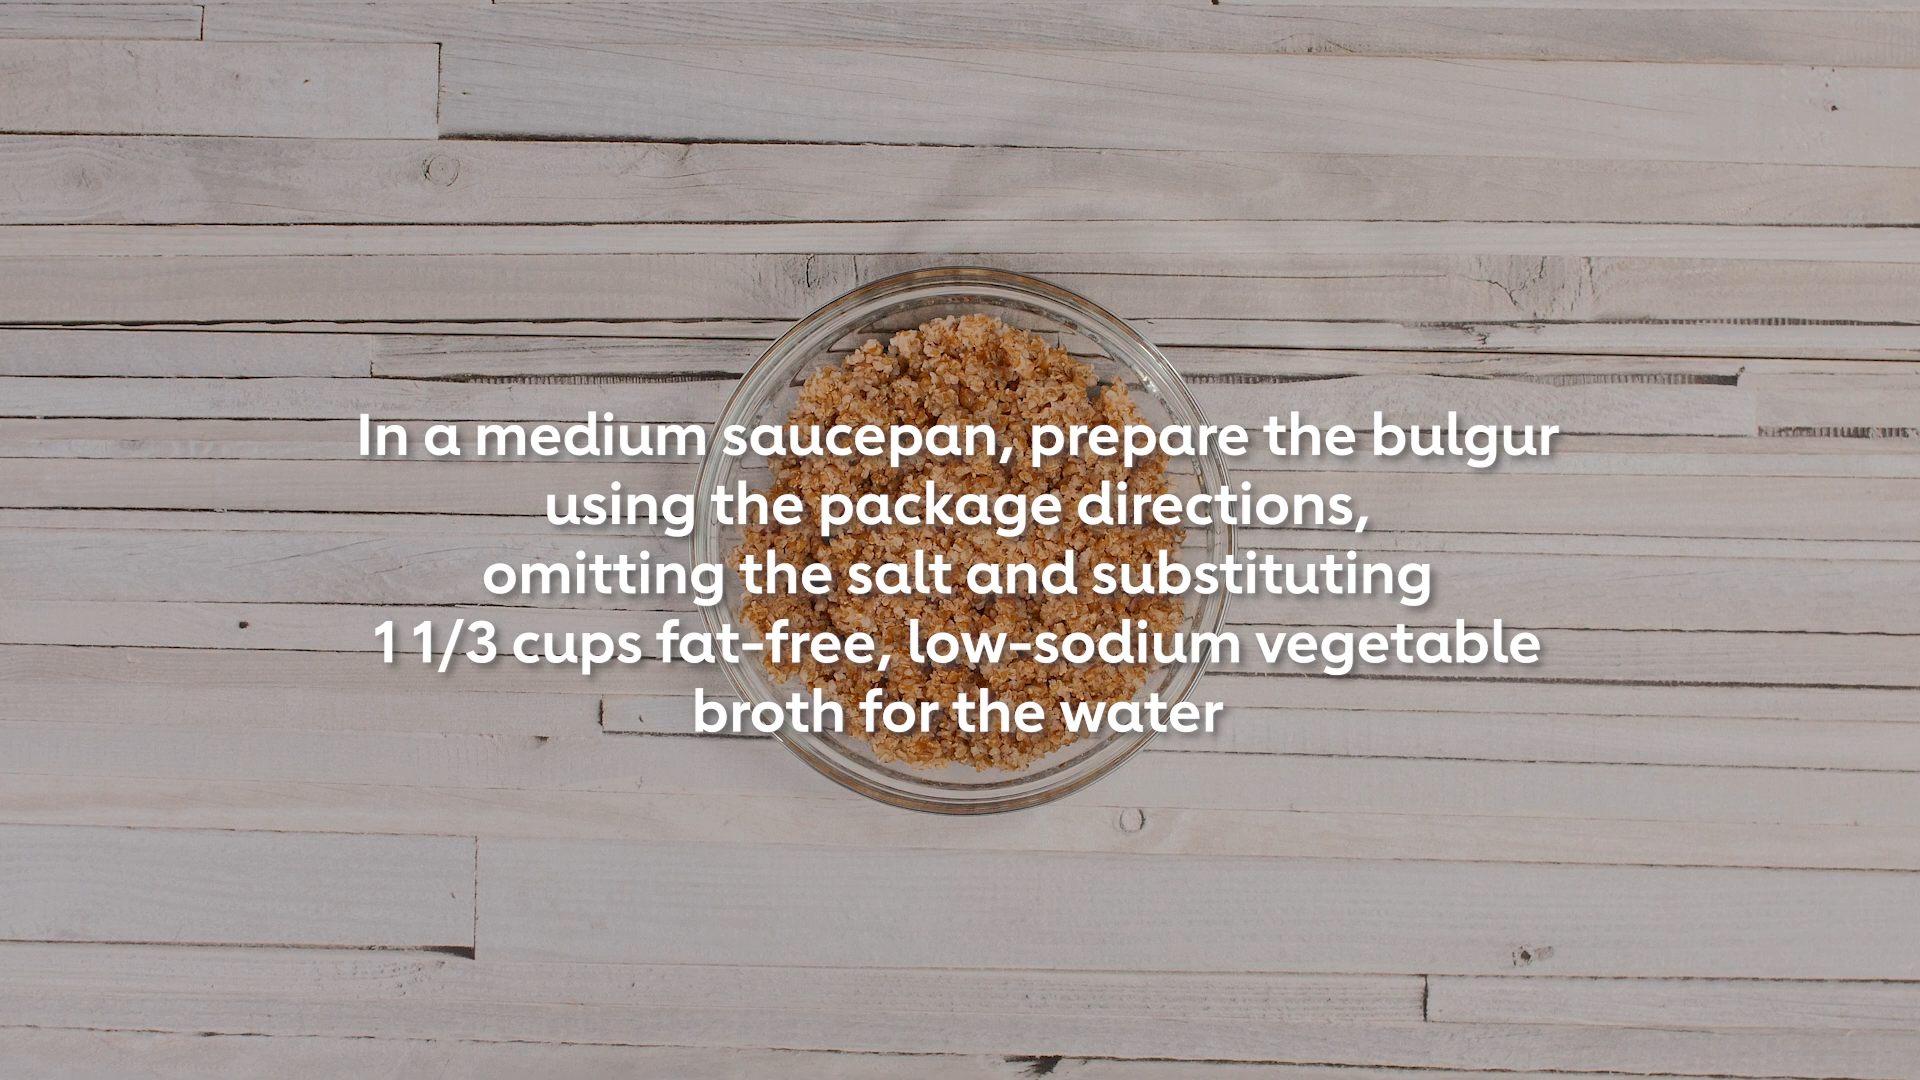 In a medium saucepan, prepare the bulgur
using the package directions,
omitting the salt and substituting
1 1/3 cups fat-free, low-sodium vegetable
broth for the water